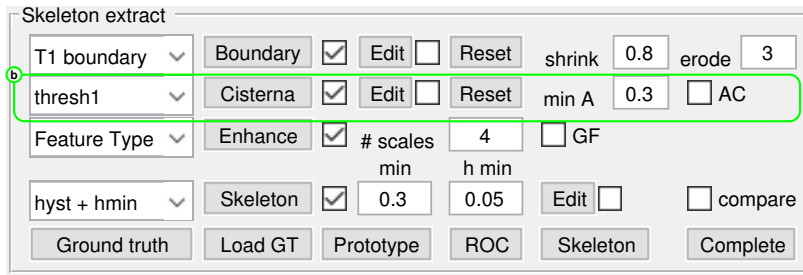 Skeleton extract
T1 boundary Boundary Edit Reset shrink 0.8 erode 3
b
thresh1 Cisterna Edit Reset min A 0.3 AC
Feature Type Enhance # scales 4 GF
min h min
hyst + hmin Skeleton 0.3 0.05 Edit compare
Ground truth Load GT Prototype ROC Skeleton Complete